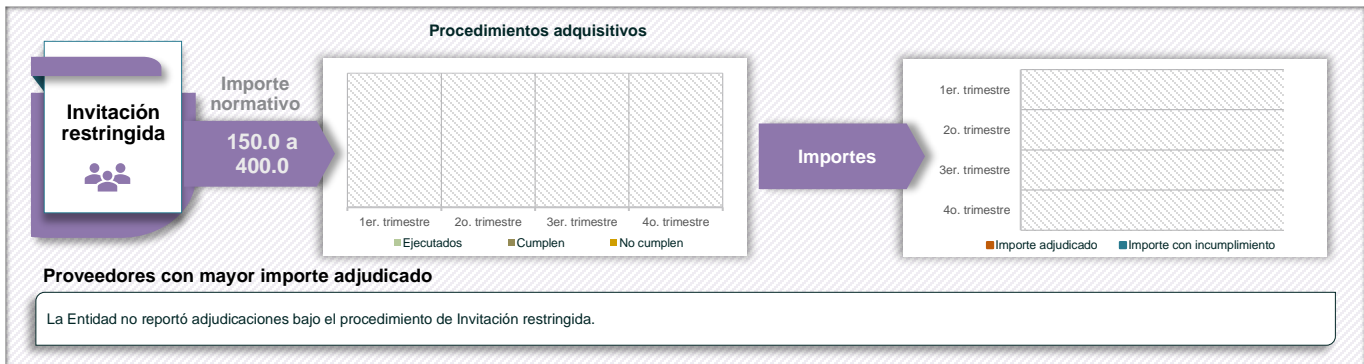 Procedimientos adquisitivos
Invitación
restringida
Importe
normativo
150.0 a
400.0
1er. trimestre 2o. trimestre 3er. trimestre 4o. trimestre
Ejecutados Cumplen No cumplen
Importes
1er. trimestre
2o. trimestre
3er. trimestre
4o. trimestre
Importe adjudicado Importe con incumplimiento
Proveedores con mayor importe adjudicado
La Entidad no reportó adjudicaciones bajo el procedimiento de Invitación restringida.